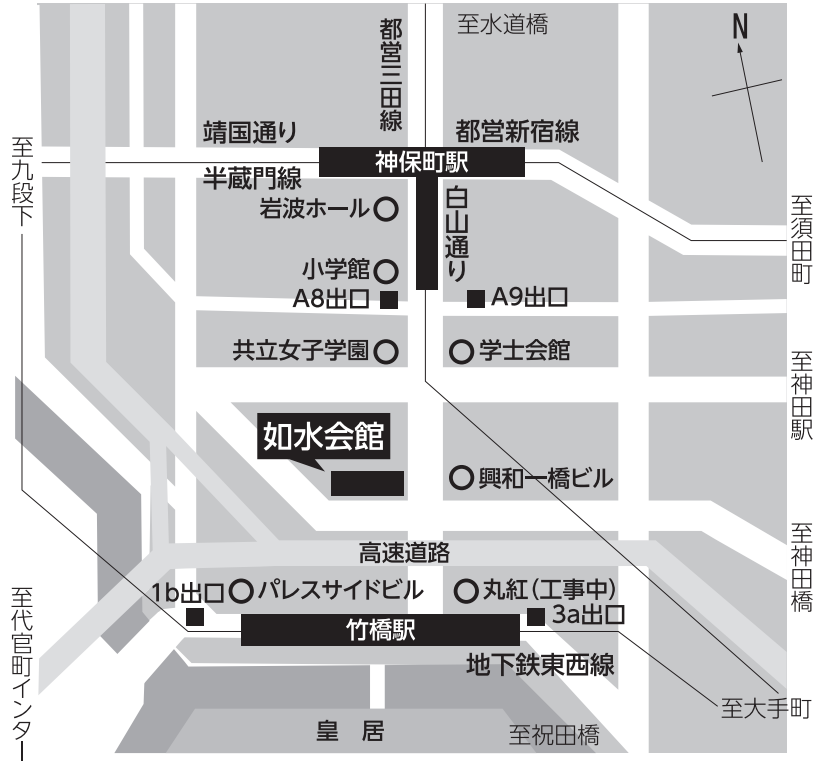 都営三田線
至水道橋
N
靖国通り
都営新宿線
神保町駅
半蔵門線
至九段下
白山通り
岩波ホール
至須田町
小学館
A8出口
A9出口
共立女子学園
学士会館
至神田駅
如水会館
興和一橋ビル
至神田橋
高速道路
1b出口
パレスサイドビル
丸紅(工事中)
3a出口
竹橋駅
至代官町インター
地下鉄東西線
至大手町
皇居
至祝田橋